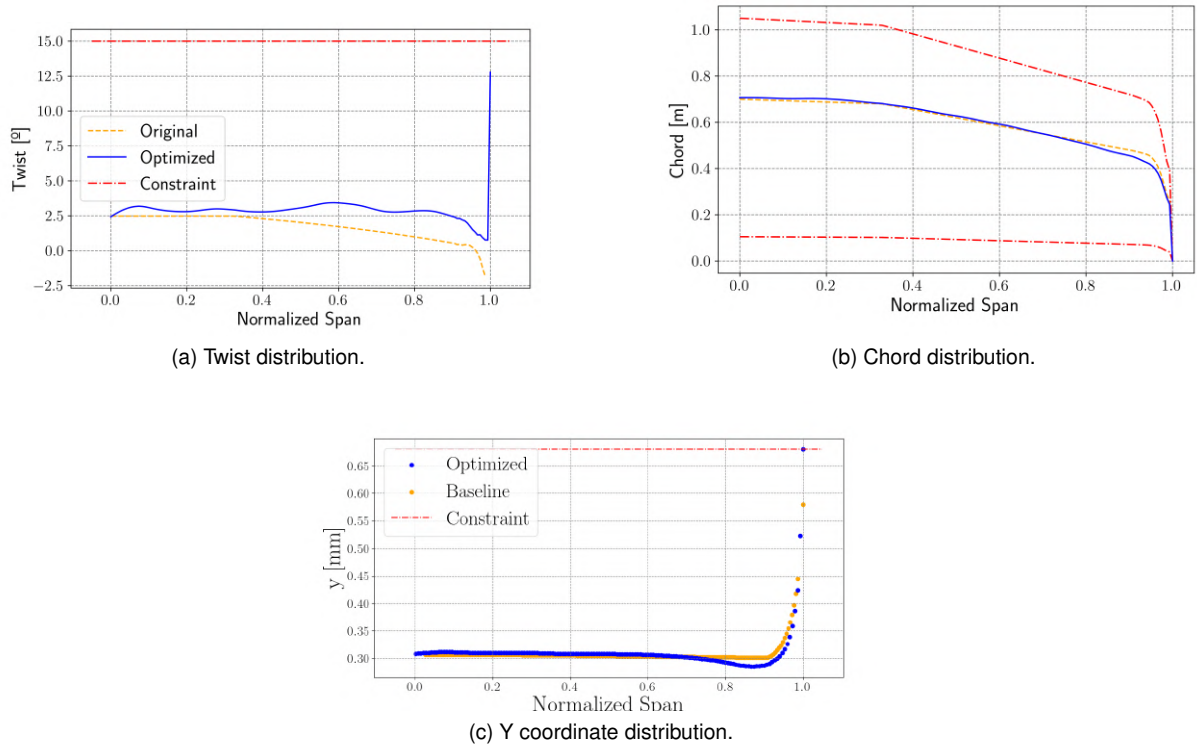 15.0
12.5
10.0
7.5
5.0
2.5
0.0
−2.5
Twist [º]
Original
Optimized
Constraint
0.0 0.2 0.4 0.6 0.8 1.0
Normalized Span
(a) Twist distribution.
1.0
0.8
0.6
0.4
0.2
0.0
Chord [m]
0.0 0.2 0.4 0.6 0.8 1.0
Normalized Span
(b) Chord distribution.
0.65
0.60
0.55
0.50
0.45
0.40
0.35
0.30
y [mm]
Optimized
Baseline
Constraint
0.0 0.2 0.4 0.6 0.8 1.0
Normalized Span
(c) Y coordinate distribution.